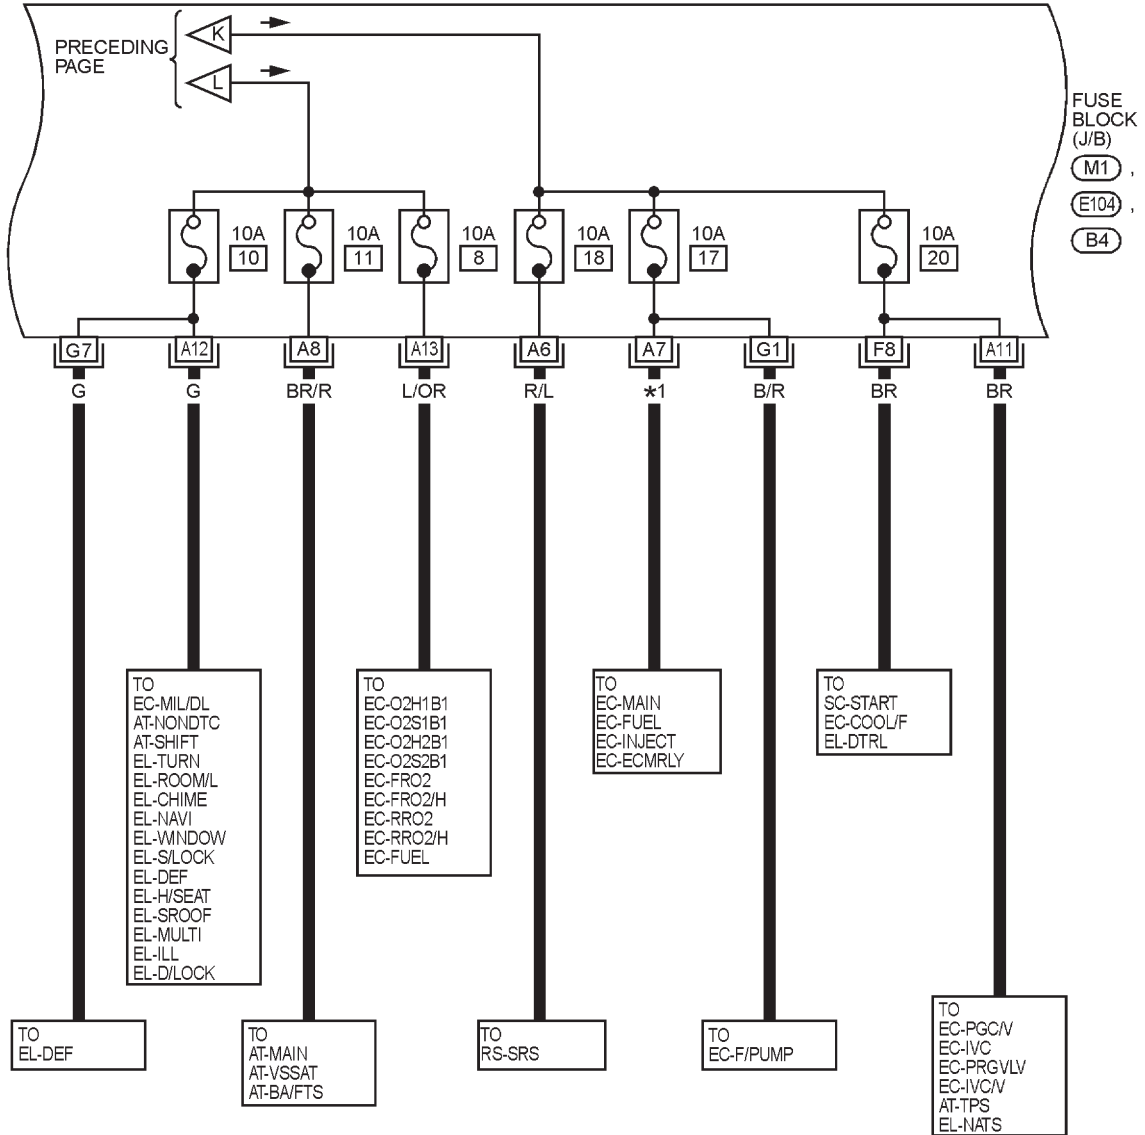 PRECEDING
PAGE
K
L
FUSE
BLOCK
(J/B)
M1 ,
E104 ,
B4
10A
10
10A
11
10A
8
10A
18
10A
17
10A
20
G7
A12
A8
A13
A6
A7
G1
F8
A11
G
G
BR/R
L/OR
R/L
*1
B/R
BR
BR
TO
EC-MIL/DL
AT-NONDTC
AT-SHIFT
EL-TURN
EL-ROOM/L
EL-CHIME
EL-NAVI
EL-WINDOW
EL-S/LOCK
EL-DEF
EL-H/SEAT
EL-SROOF
EL-MULTI
EL-ILL
EL-D/LOCK
TO
EC-O2H1B1
EC-O2S1B1
EC-O2H2B1
EC-O2S2B1
EC-FRO2
EC-FRO2/H
EC-RRO2
EC-RRO2/H
EC-FUEL
TO
EC-MAIN
EC-FUEL
EC-INJECT
EC-ECMRLY
TO
SC-START
EC-COOL/F
EL-DTRL
TO
EL-DEF
TO
AT-MAIN
AT-VSSAT
AT-BA/FTS
TO
RS-SRS
TO
EC-F/PUMP
TO
EC-PGC/V
EC-IVC
EC-PRGVLV
EC-IVC/V
AT-TPS
EL-NATS